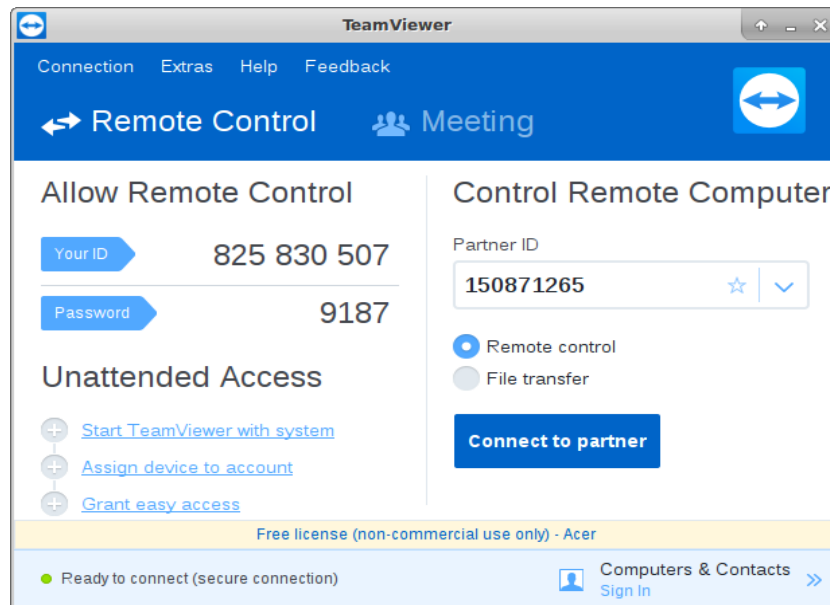 TeamViewer
Connection Extras Help Feedback
Remote Control Meeting
Allow Remote Control
Your ID 825 830 507
Password 9187
Unattended Access
Start TeamViewer with system
Assign device to account
Grant easy access
Control Remote Computer
Partner ID
150871265
Remote control
File transfer
Connect to partner
Free license (non-commercial use only) - Acer
Ready to connect (secure connection)
Computers & Contacts
Sign In